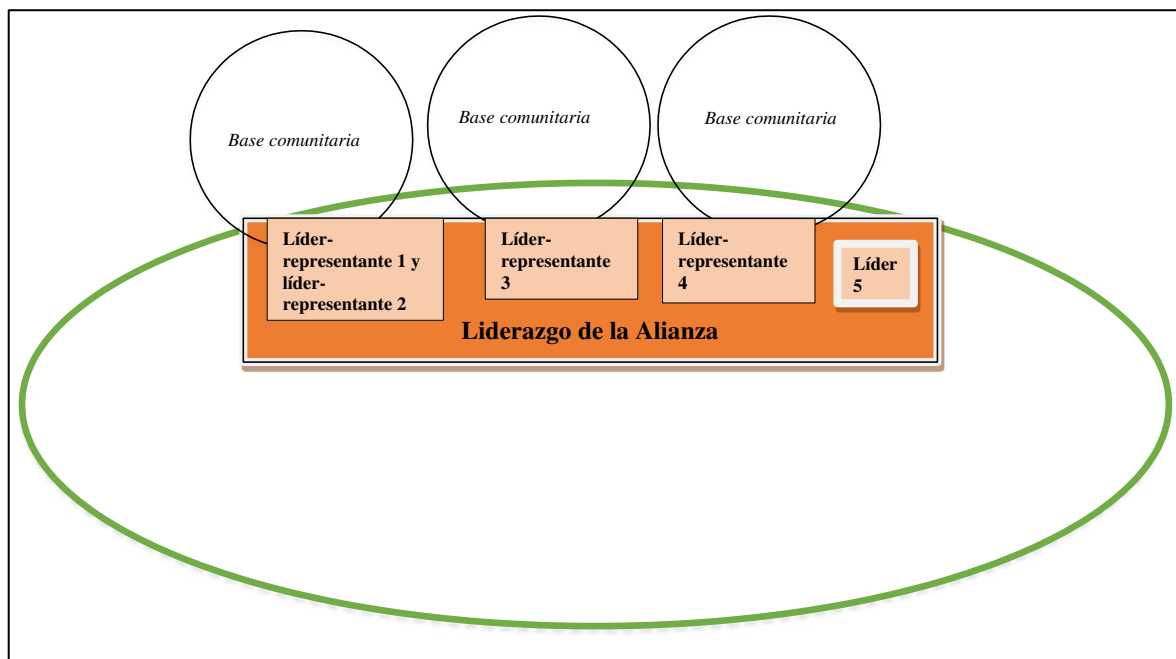 Base comunitaria
Base comunitaria
Base comunitaria
Líder-
representante 1 y
líder-
representante 2
Líder-
representante
3
Líder-
representante
4
Líder
5
Liderazgo de la Alianza